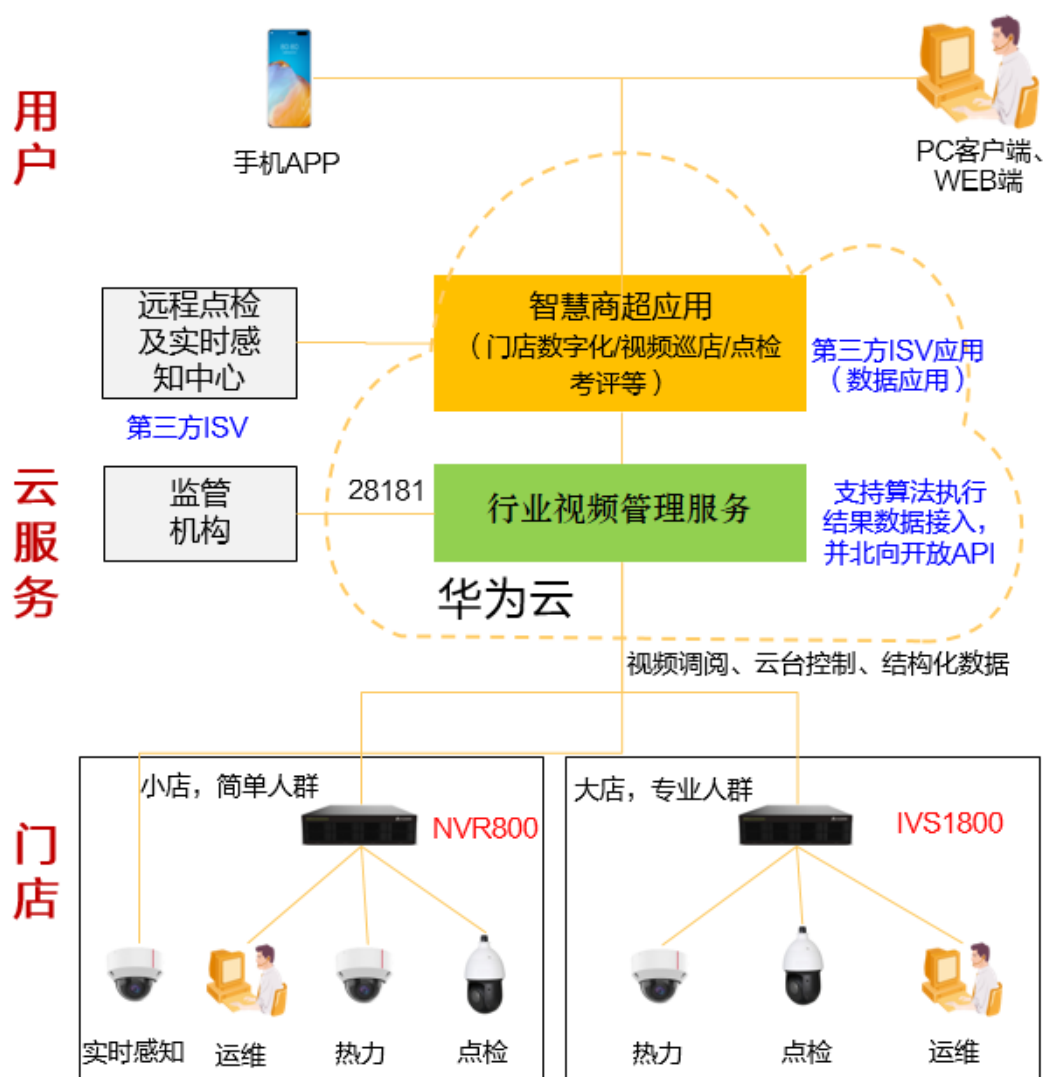 用
户
手机APP
PC客户端、
WEB端
远程点检
及实时感
知中心
第三方ISV
智慧商超应用
（门店数字化/视频巡店/点检
考评等）
第三方ISV应用
（数据应用）
云
服
务
监管
机构
28181
行业视频管理服务
支持算法执行
结果数据接入，
并北向开放API
华为云
视频调阅、云台控制、结构化数据
门
店
小店，简单人群
NVR800
实时感知
运维
热力
点检
大店，专业人群
IVS1800
热力
点检
运维